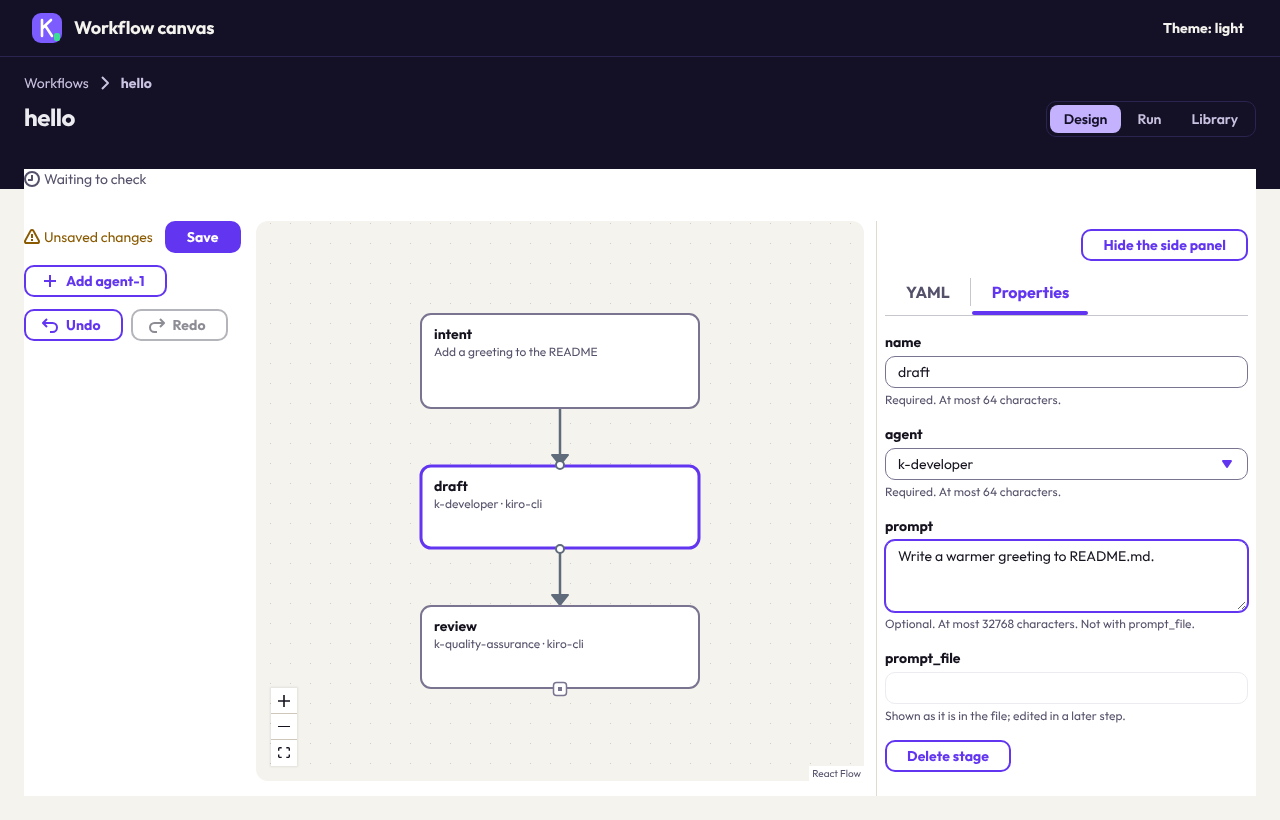 Workflow canvas
Theme: light
Workflows
hello
hello
Design
Run
Library
Waiting to check
Unsaved changes
Save
Add agent-1
Undo
Redo
intent
Add a greeting to the README
draft
k-developer · kiro-cli
review
k-quality-assurance · kiro-cli
React Flow
Hide the side panel
YAML
Properties
name
draft
Required. At most 64 characters.
agent
k-developer
Required. At most 64 characters.
prompt
Write a warmer greeting to README.md.
Optional. At most 32768 characters. Not with prompt_file.
prompt_file
Shown as it is in the file; edited in a later step.
Delete stage